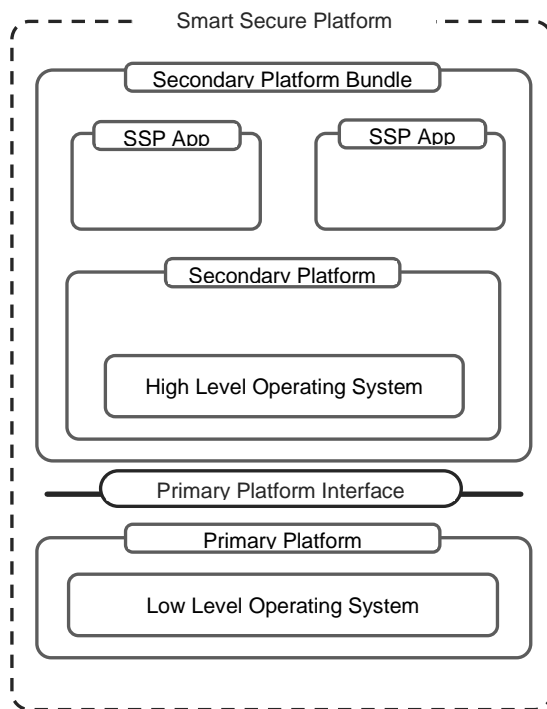 Smart Secure Platform
Secondary Platform Bundle
SSP App
SSP App
Secondary Platform
High Level Operating System
Primary Platform Interface
Primary Platform
Low Level Operating System